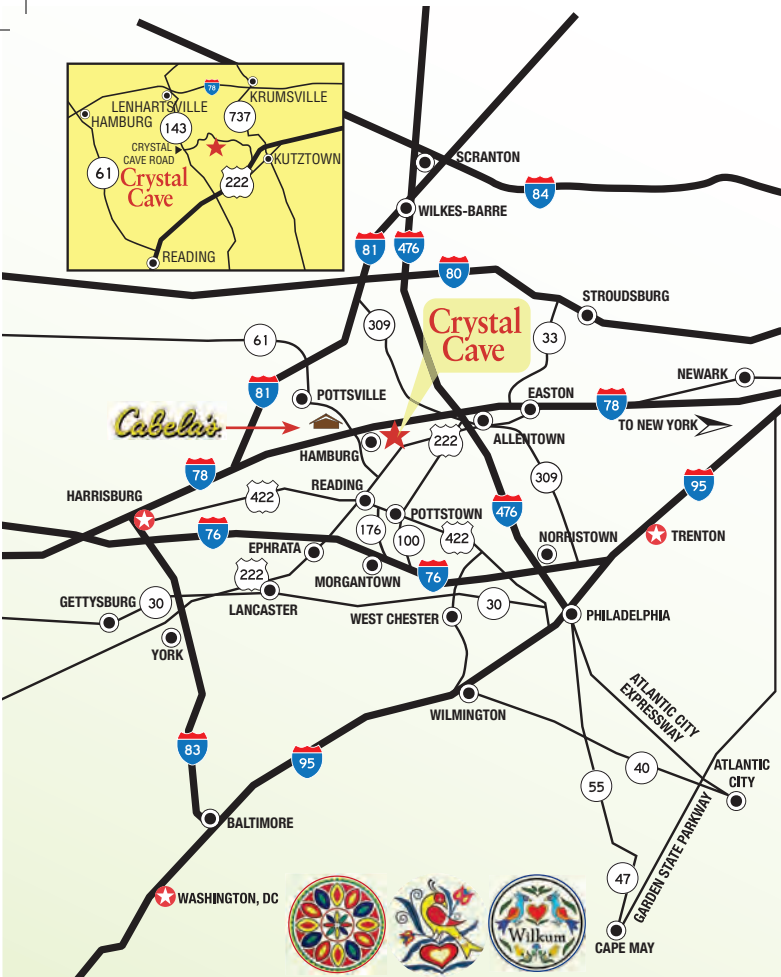 78
LENHARTSVILLE
KRUMSVILLE
HAMBURG
143
737
CRYSTAL
CAVE ROAD
KUTZTOWN
61
Crystal
Cave
222
READING
SCRANTON
84
WILKES-BARRE
81
476
80
STROUDSBURG
309
Crystal
Cave
33
61
NEWARK
81
POTTSVILLE
EASTON
78
Cabela's
TO NEW YORK
ALLENTOWN
222
HAMBURG
78
309
95
HARRISBURG
422
READING
476
POTTSTOWN
TRENTON
76
176
100
422
NORRISTOWN
EPHRATA
MORGANTOWN
76
222
GETTYSBURG
30
LANCASTER
30
WEST CHESTER
PHILADELPHIA
YORK
WILMINGTON
ATLANTIC CITY
EXPRESSWAY
83
95
40
ATLANTIC
CITY
55
BALTIMORE
GARDEN STATE PARKWAY
47
WASHINGTON, DC
Wilkum
CAPE MAY